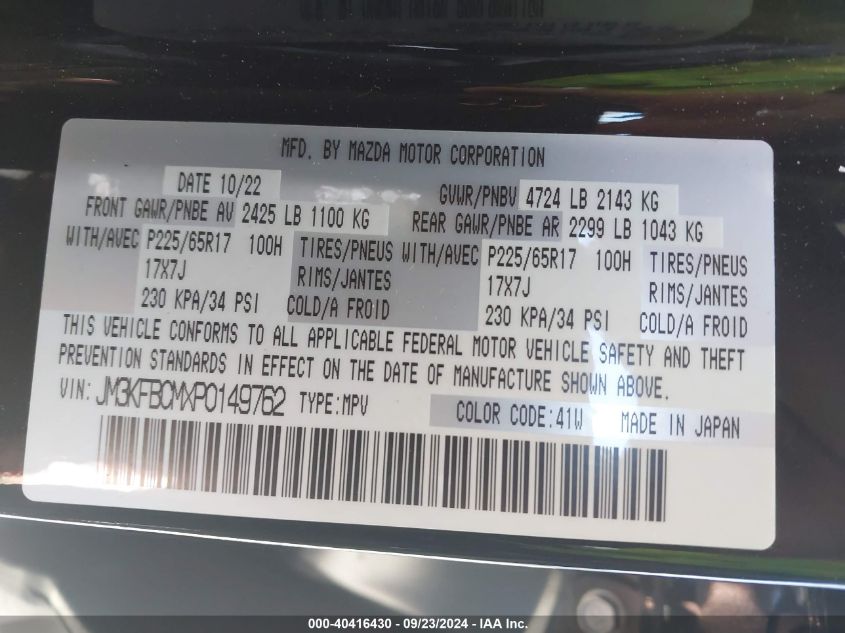 MFD. BY MAZDA MOTOR CORPORATION
DATE 10/22 GVWR/PNBV 4724 LB 2143 KG
FRONT GAWR/PNBE AV 2425 LB 1100 KG REAR GAWR/PNBE AR 2299 LB 1043 KG
WITH/AVEC P225/65R17 100H TIRES/PNEUS WITH/AVEC P225/65R17 100H TIRES/PNEUS
17X7J RIMS/JANTES 17X7J RIMS/JANTES
230 KPA/34 PSI COLD/A FROID 230 KPA/34 PSI COLD/A FROID
THIS VEHICLE CONFORMS TO ALL APPLICABLE FEDERAL MOTOR VEHICLE SAFETY AND THEFT
PREVENTION STANDARDS IN EFFECT ON THE DATE OF MANUFACTURE SHOWN ABOVE.
VIN: JM3KFBCMXP0149762 TYPE:MPV COLOR CODE:41W MADE IN JAPAN
000-40416430 - 09/23/2024 - IAA Inc.